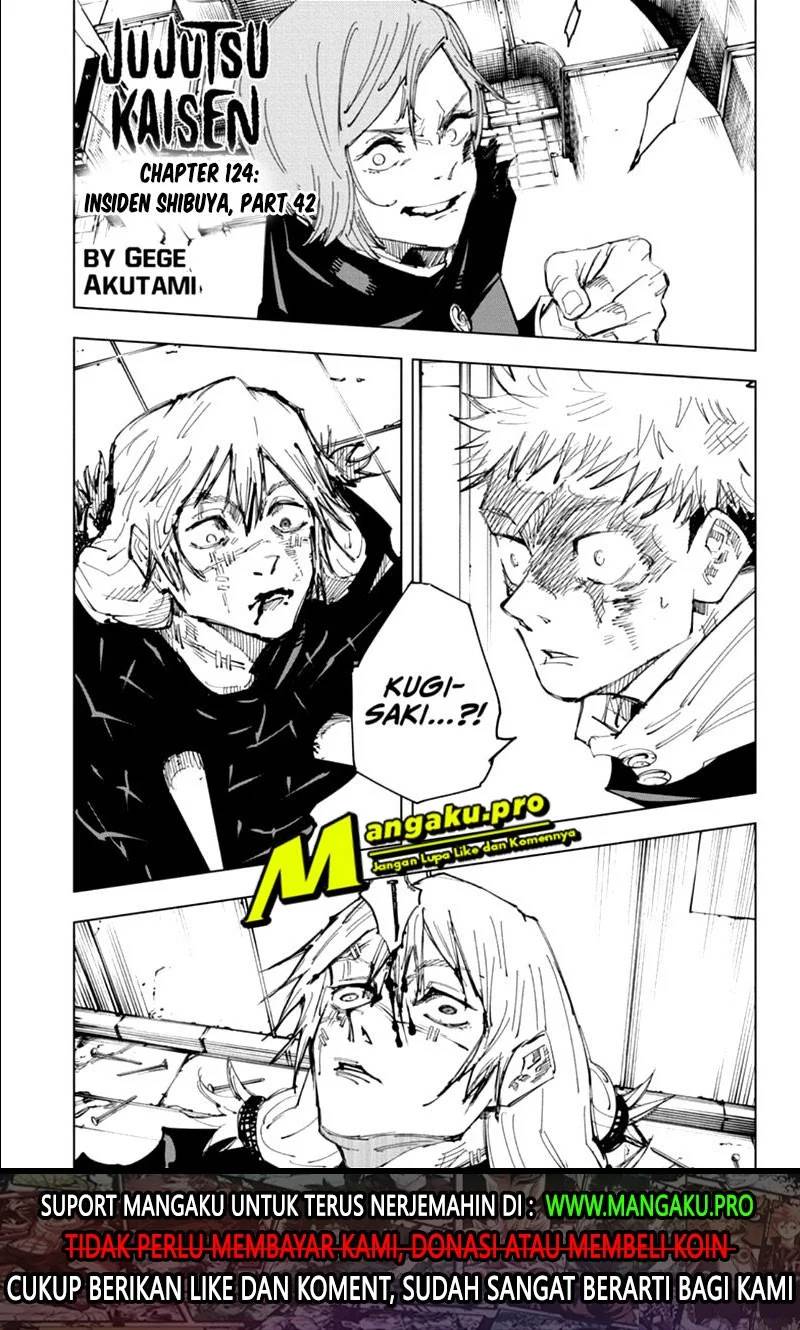 JUJUTSU
KAISEN
CHAPTER 124:
INSIDEN SHIBUYA, PART 42
BY GEGE
AKUTAMI
KUGI-
SAKI...?!
Mangaku.pro
Jangan Lupa Like dan Komennya
SUPORT MANGAKU UNTUK TERUS NERJEMAHIN DI : WWW.MANGAKU.PRO
TIDAK PERLU MEMBAYAR KAMI, DONASI ATAU MEMBELI KOIN
CUKUP BERIKAN LIKE DAN KOMENT, SUDAH SANGAT BERARTI BAGI KAMI